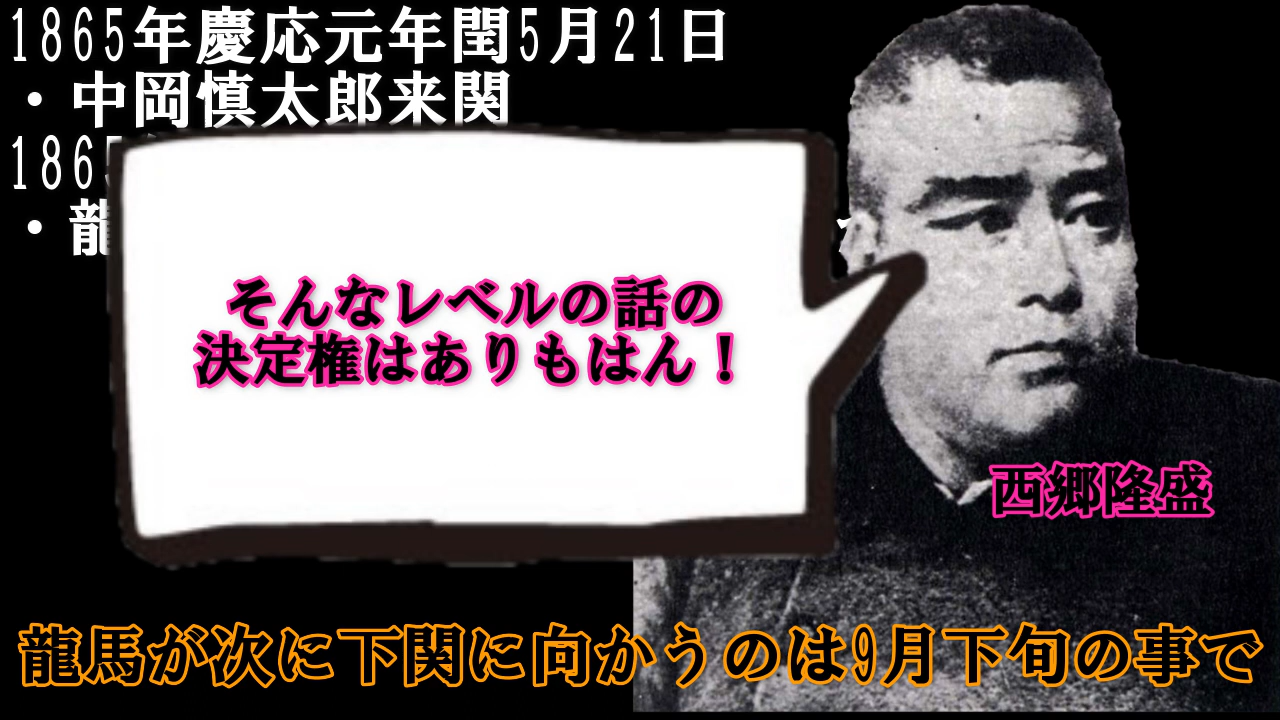 1865年慶応元年閏5月21日
・中岡慎太郎来関
186
・龍
そんなレベルの話の
決定権はありもはん！
西郷隆盛
龍馬が次に下関に向かうのは9月下旬の事で